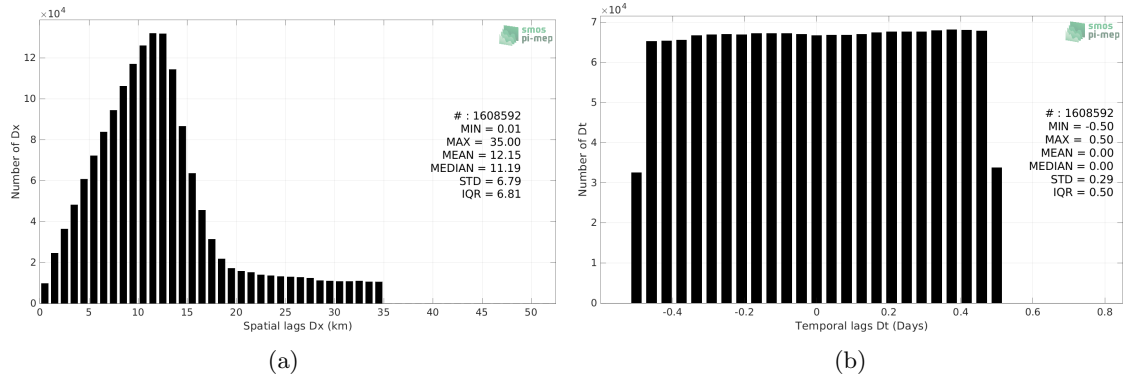 ×10⁴
12
10
8
6
4
2
0
0 5 10 15 20 25 30 35 40 45 50
Number of Dx
Spatial lags Dx (km)
smos
pi-mep
# : 1608592
MIN = 0.01
MAX = 35.00
MEAN = 12.15
MEDIAN = 11.19
STD = 6.79
IQR = 6.81
(a)
×10⁴
7
6
5
4
3
2
1
0
-0.4 -0.2 0 0.2 0.4 0.6 0.8
Number of Dt
Temporal lags Dt (Days)
smos
pi-mep
# : 1608592
MIN = -0.50
MAX = 0.50
MEAN = 0.00
MEDIAN = 0.00
STD = 0.29
IQR = 0.50
(b)